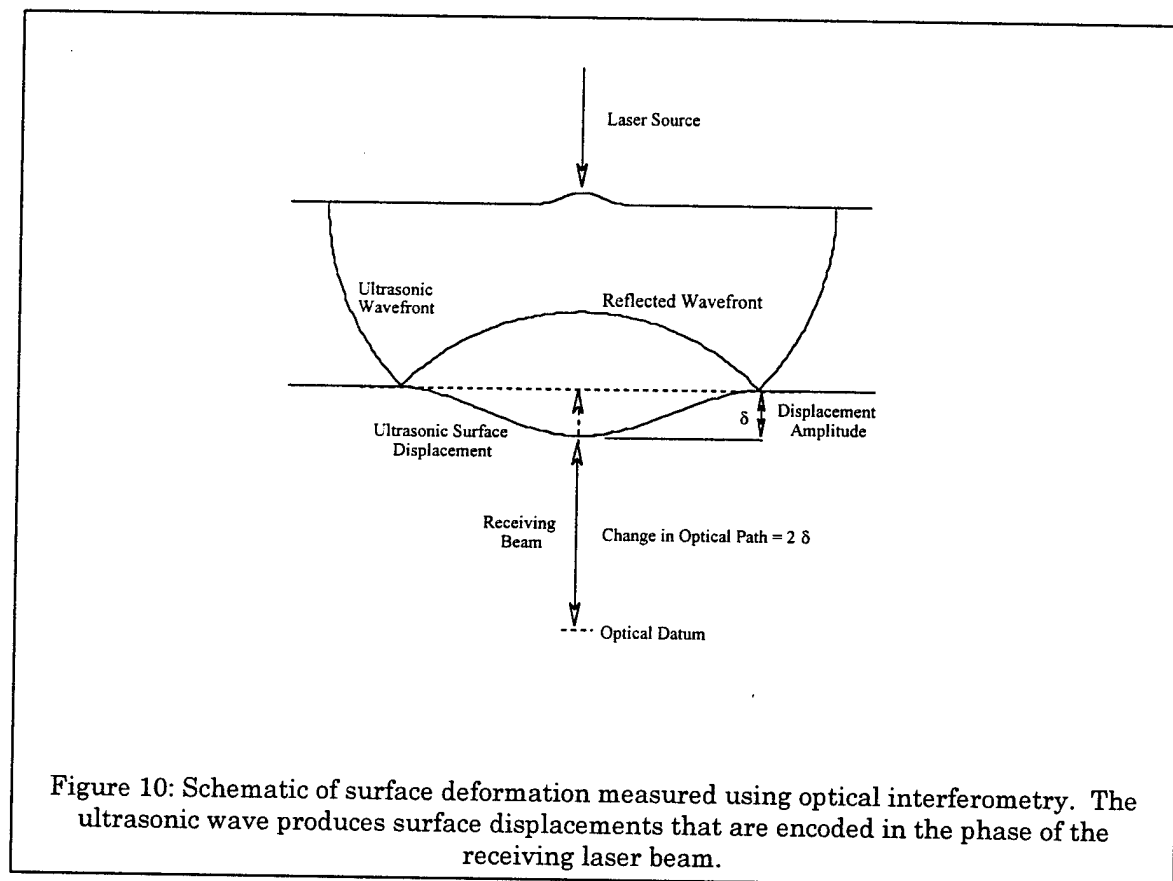 Laser Source
Ultrasonic
Wavefront
Reflected Wavefront
δ
Displacement
Amplitude
Ultrasonic Surface
Displacement
Receiving
Beam
Change in Optical Path = 2 δ
Optical Datum
Figure 10: Schematic of surface deformation measured using optical interferometry. The
ultrasonic wave produces surface displacements that are encoded in the phase of the
receiving laser beam.